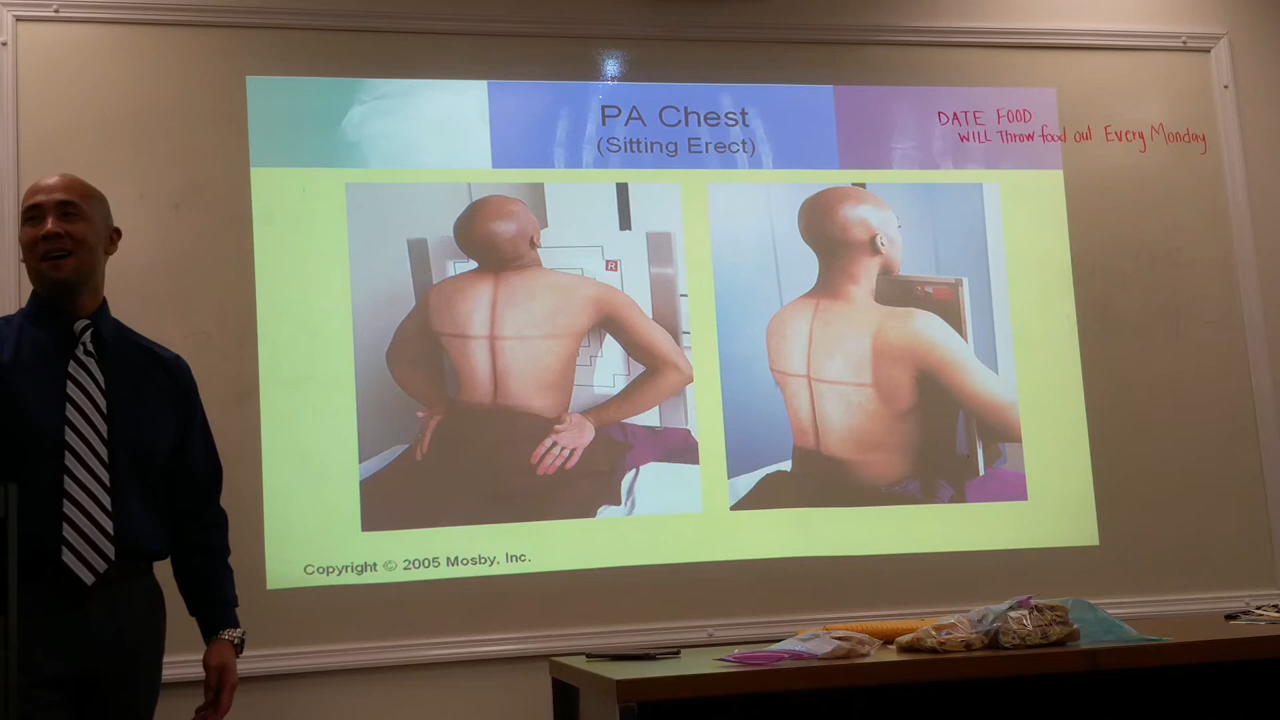 PA Chest
(Sitting Erect)
DATE FOOD
WILL Throw food out Every Monday
R
Copyright © 2005 Mosby, Inc.